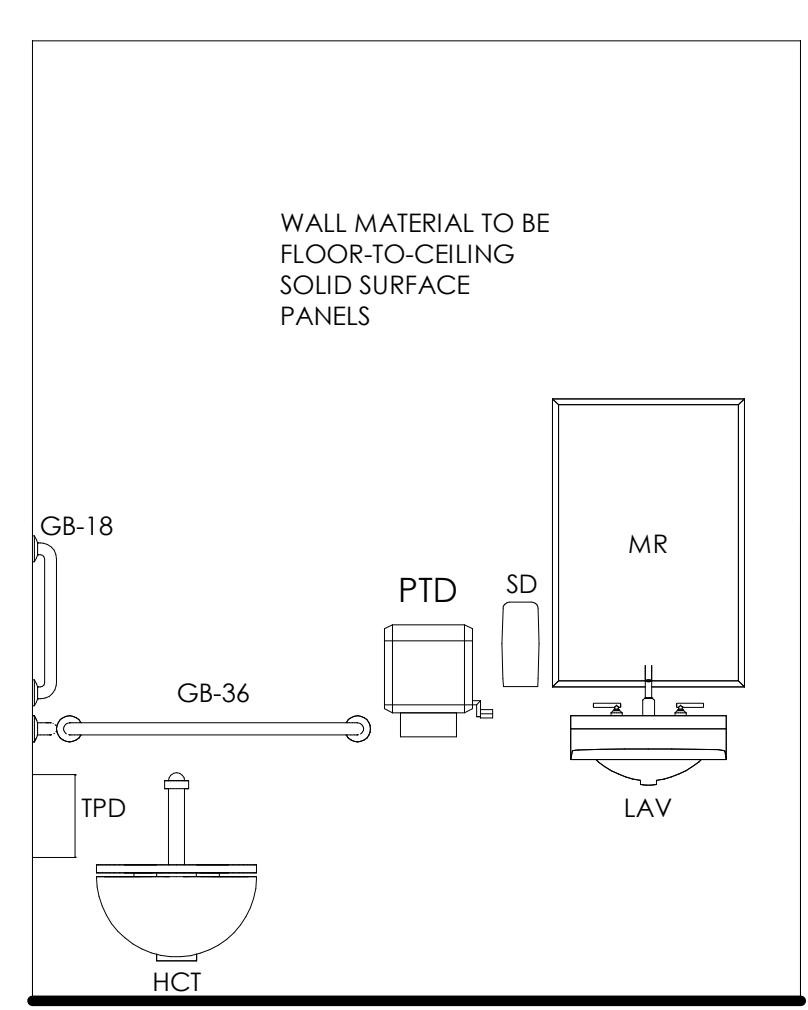 WALL MATERIAL TO BE
FLOOR-TO-CEILING
SOLID SURFACE
PANELS
GB-18
MR
PTD
SD
GB-36
TPD
LAV
HCT